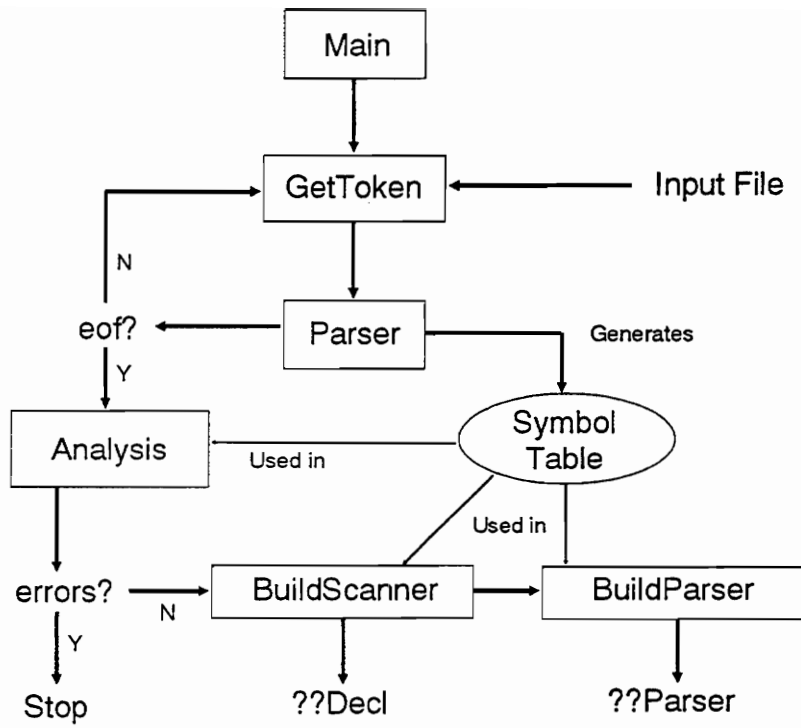 Main
GetToken
Input File
N
eof?
Parser
Generates
Y
Analysis
Used in
Symbol
Table
Used in
errors?
N
BuildScanner
BuildParser
Y
Stop
??Decl
??Parser